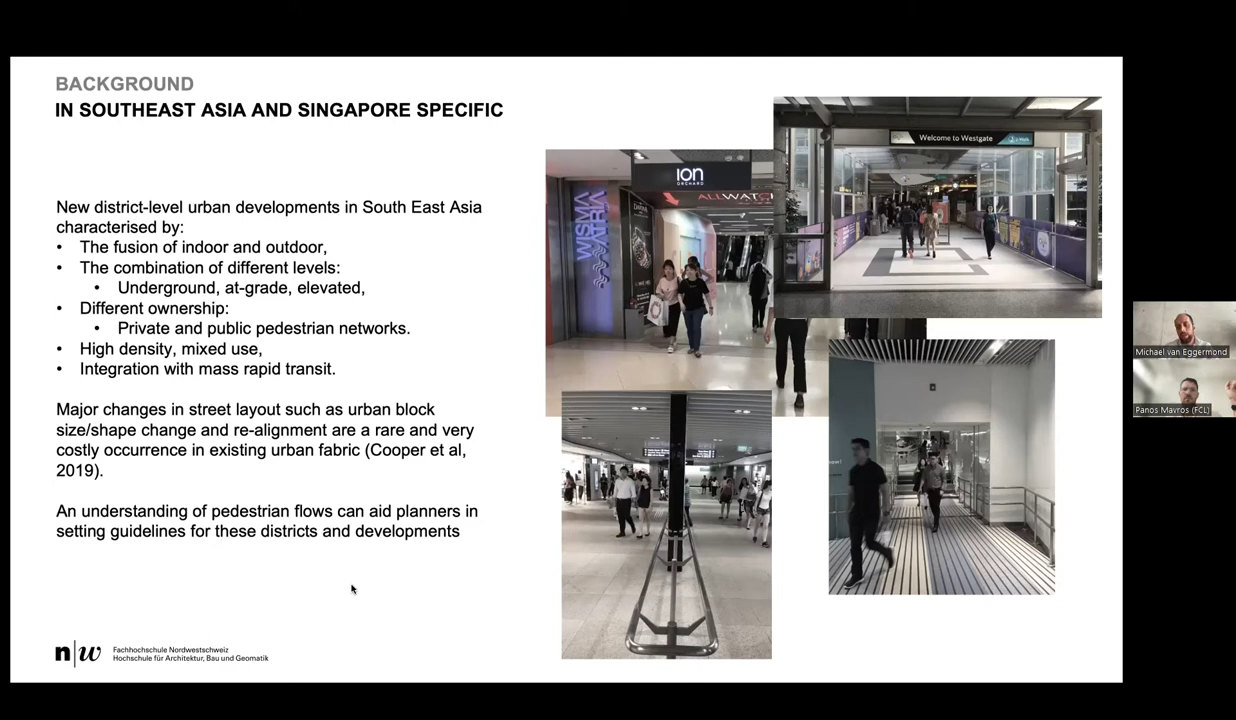 BACKGROUND
IN SOUTHEAST ASIA AND SINGAPORE SPECIFIC
New district-level urban developments in South East Asia
characterised by:
• The fusion of indoor and outdoor,
• The combination of different levels:
• Underground, at-grade, elevated,
• Different ownership:
• Private and public pedestrian networks.
• High density, mixed use,
• Integration with mass rapid transit.
Major changes in street layout such as urban block
size/shape change and re-alignment are a rare and very
costly occurrence in existing urban fabric (Cooper et al,
2019).
An understanding of pedestrian flows can aid planners in
setting guidelines for these districts and developments
n|w
Fachhochschule Nordwestschweiz
Hochschule für Architektur, Bau und Geomatik
Welcome to Westgate
ION
ORCHARD
WISMA
ATRIA
Michael van Eggermond
Panos Mavros (FCL)